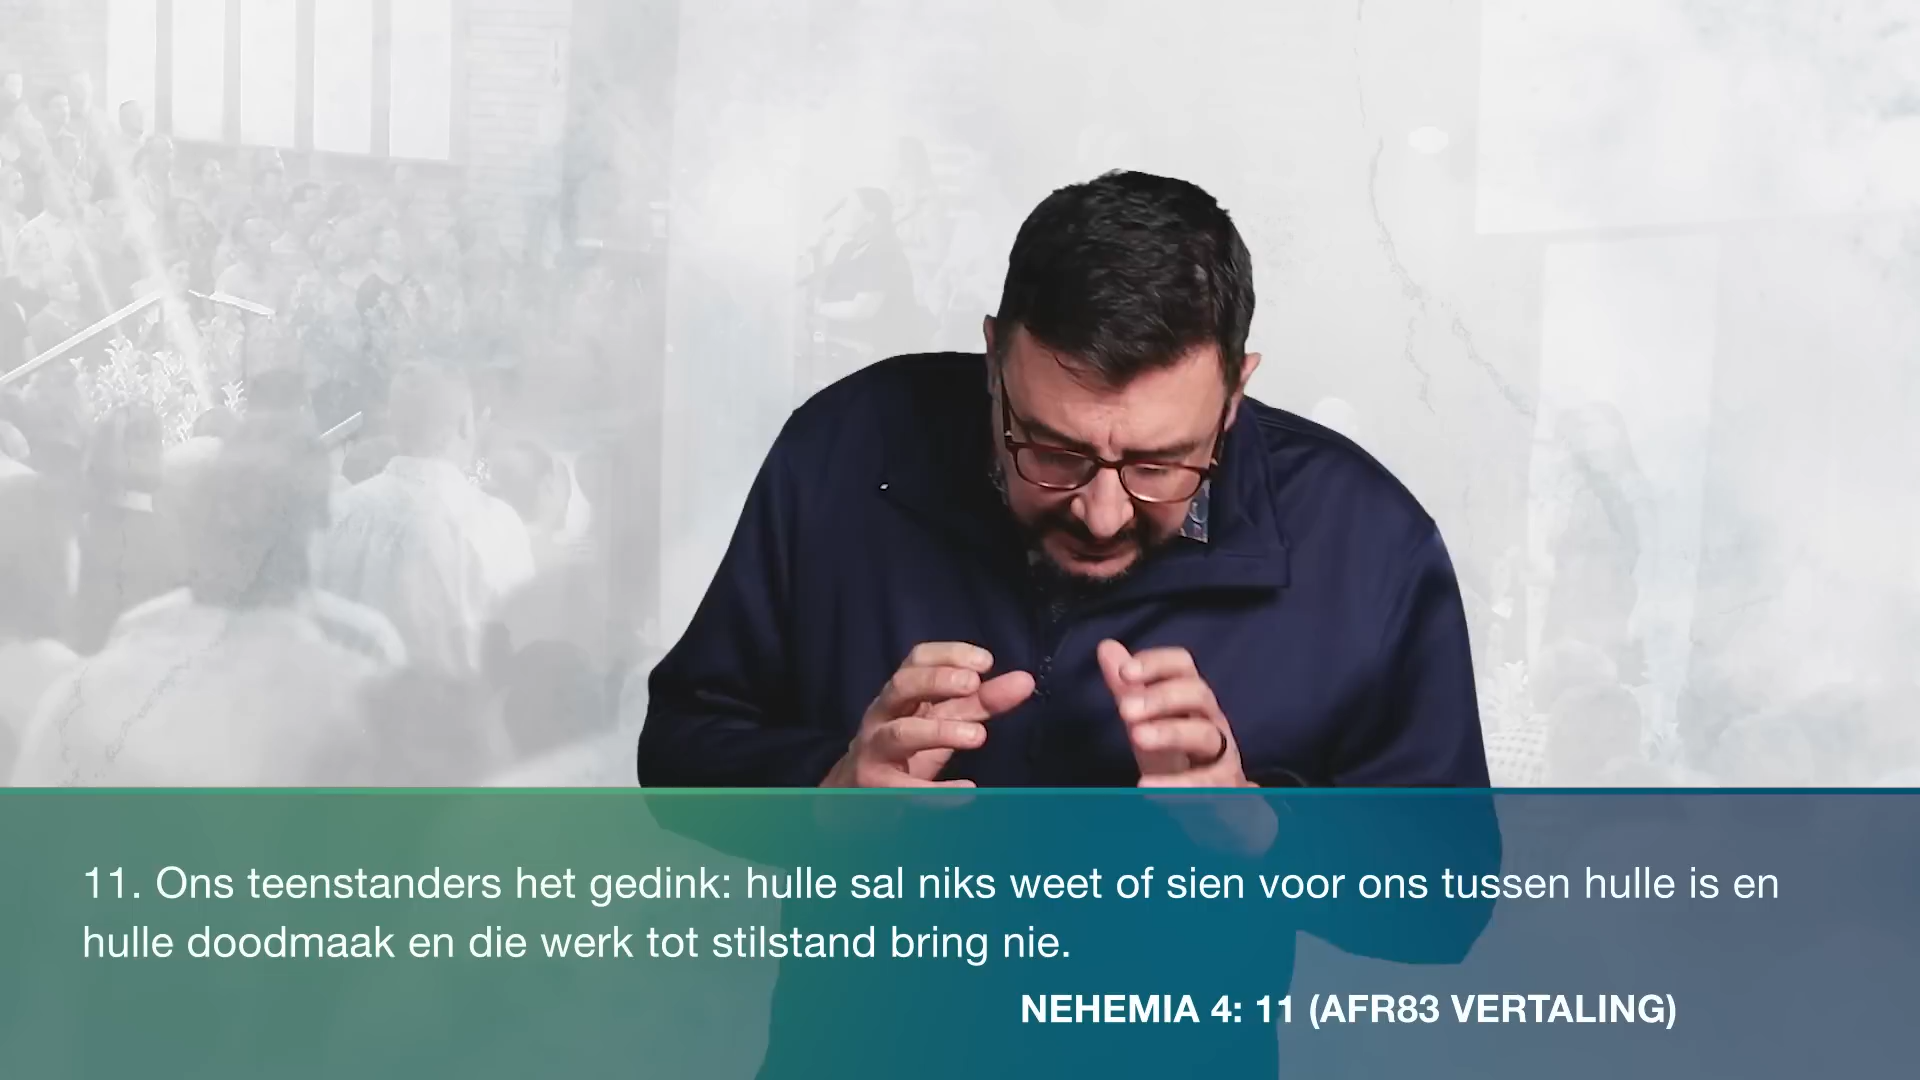 11. Ons teenstanders het gedink: hulle sal niks weet of sien voor ons tussen hulle is en
hulle doodmaak en die werk tot stilstand bring nie.
NEHEMIA 4: 11 (AFR83 VERTALING)